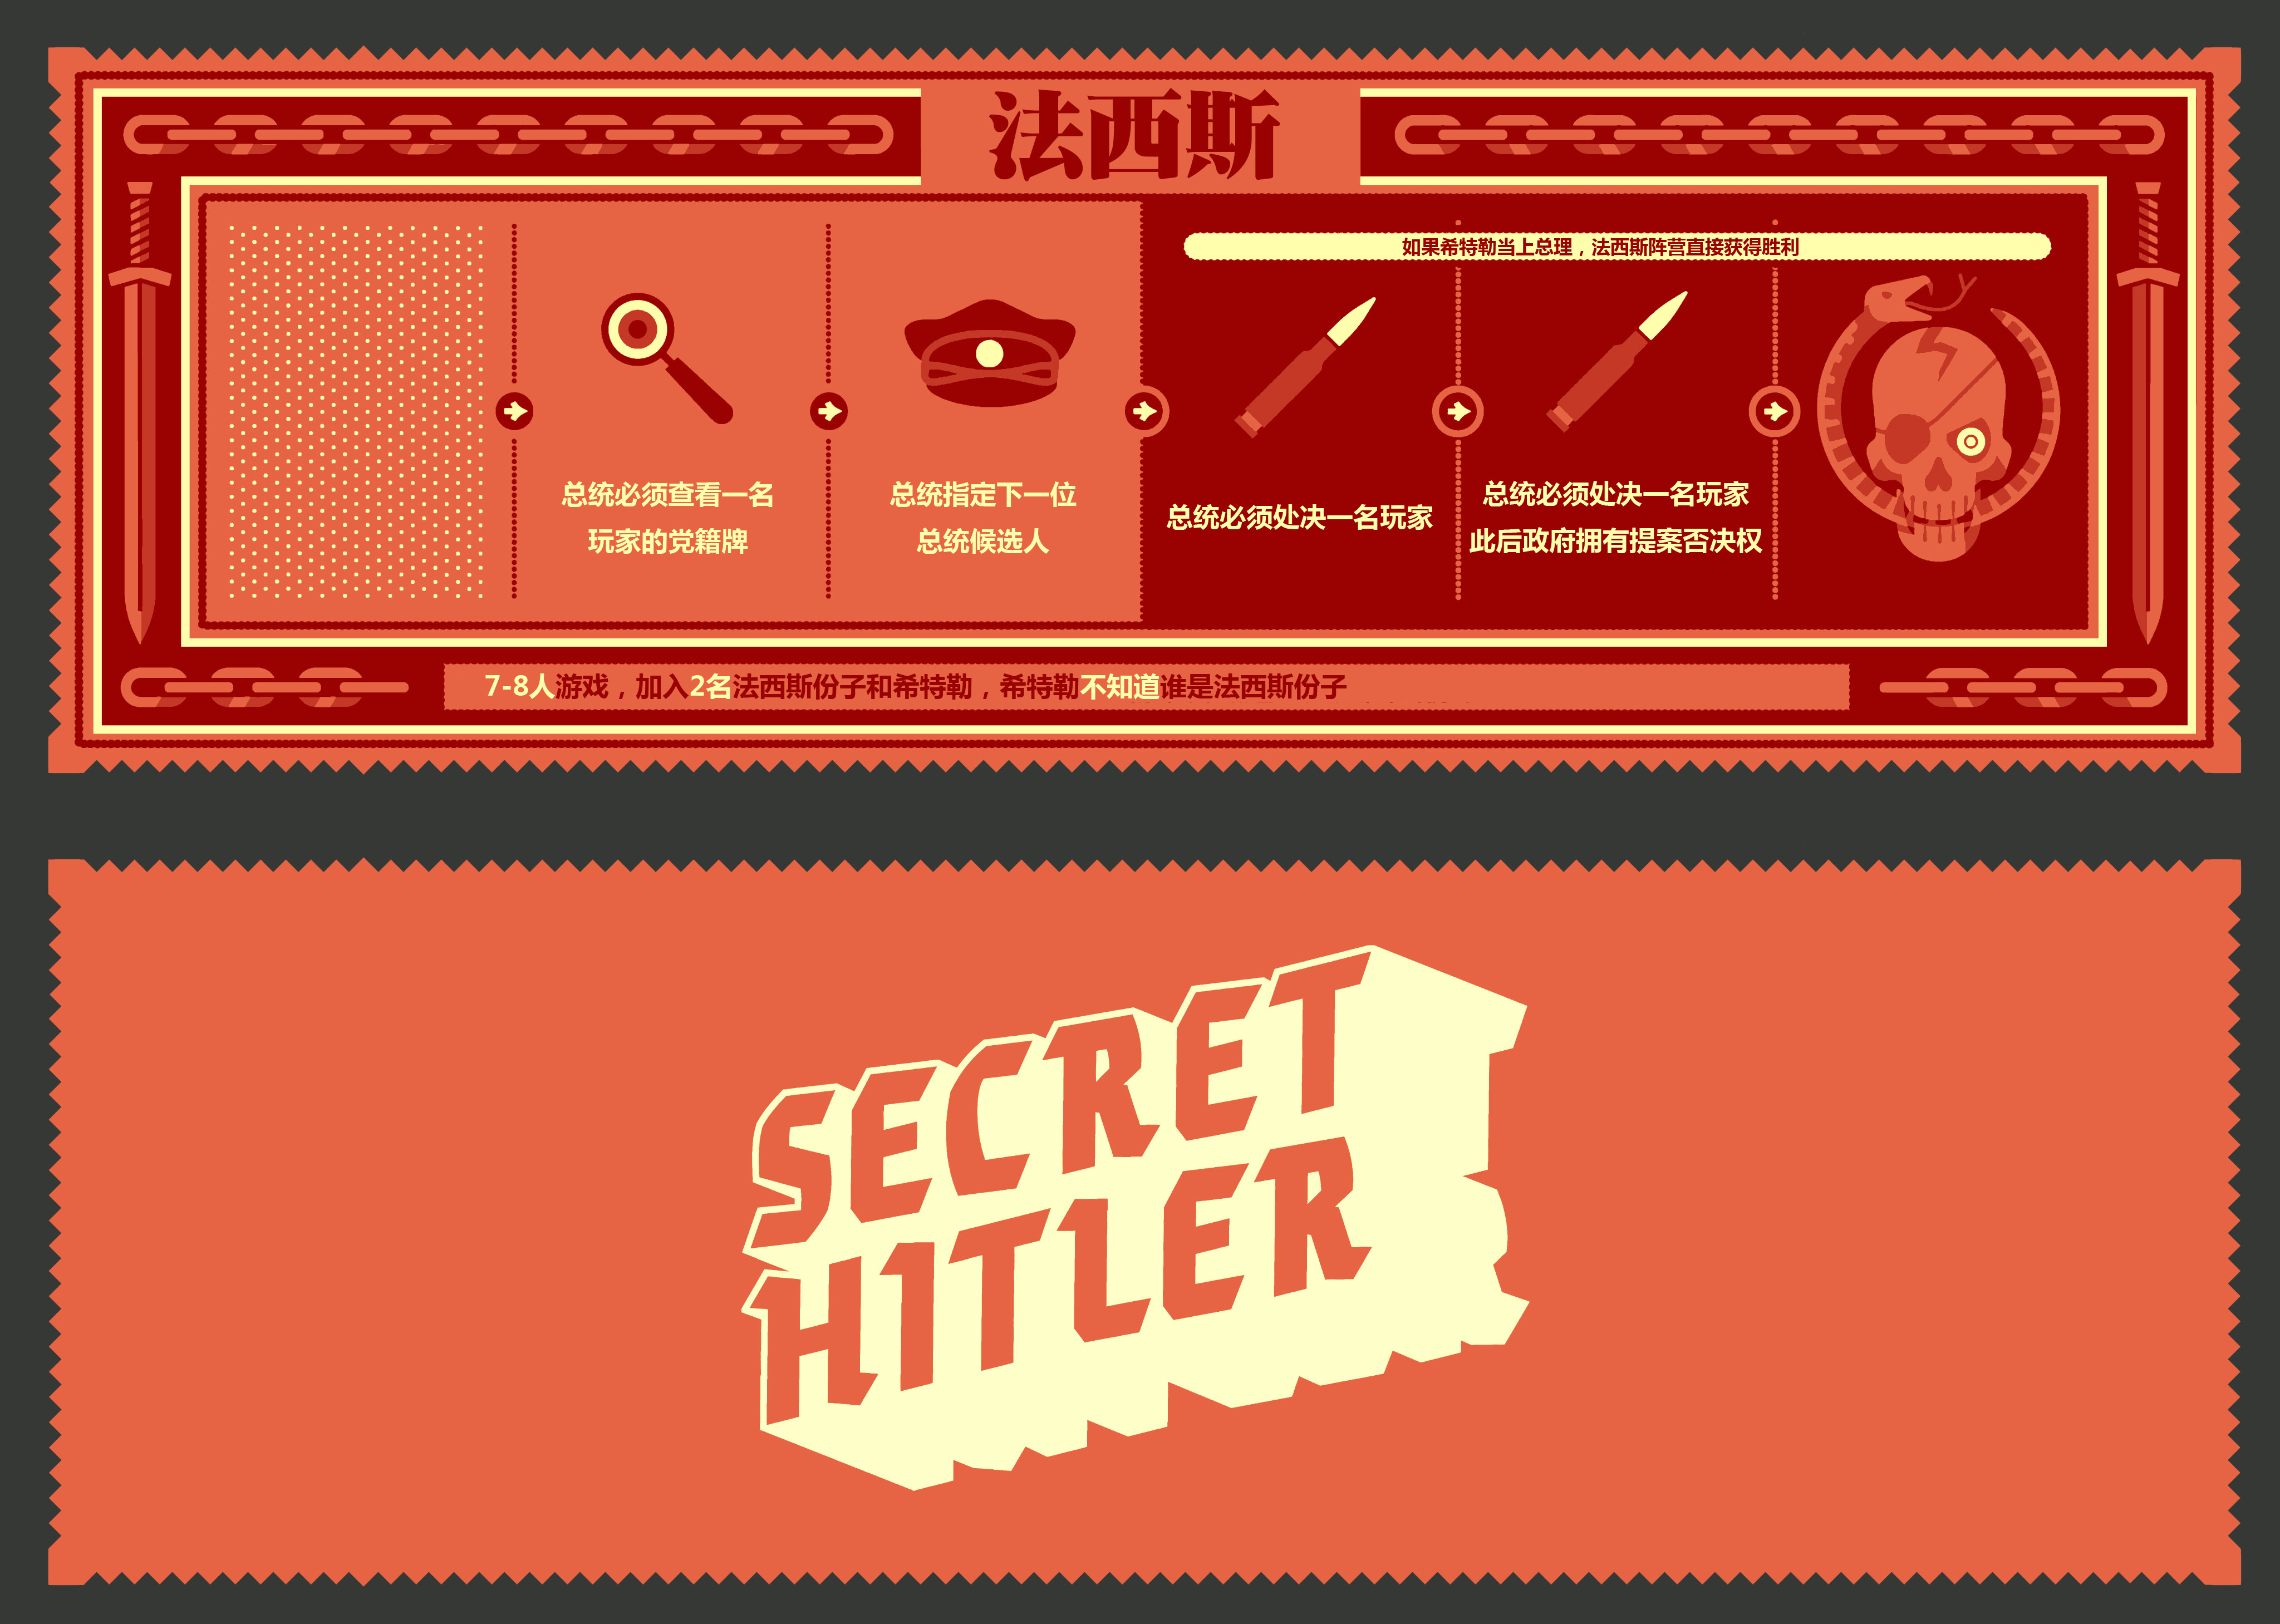 法西斯
如果希特勒当上总理，法西斯阵营直接获得胜利
总统必须查看一名
玩家的党籍牌
总统指定下一位
总统候选人
总统必须处决一名玩家
总统必须处决一名玩家
此后政府拥有提案否决权
7-8人游戏，加入2名法西斯份子和希特勒，希特勒不知道谁是法西斯份子
SECRET
HITLER